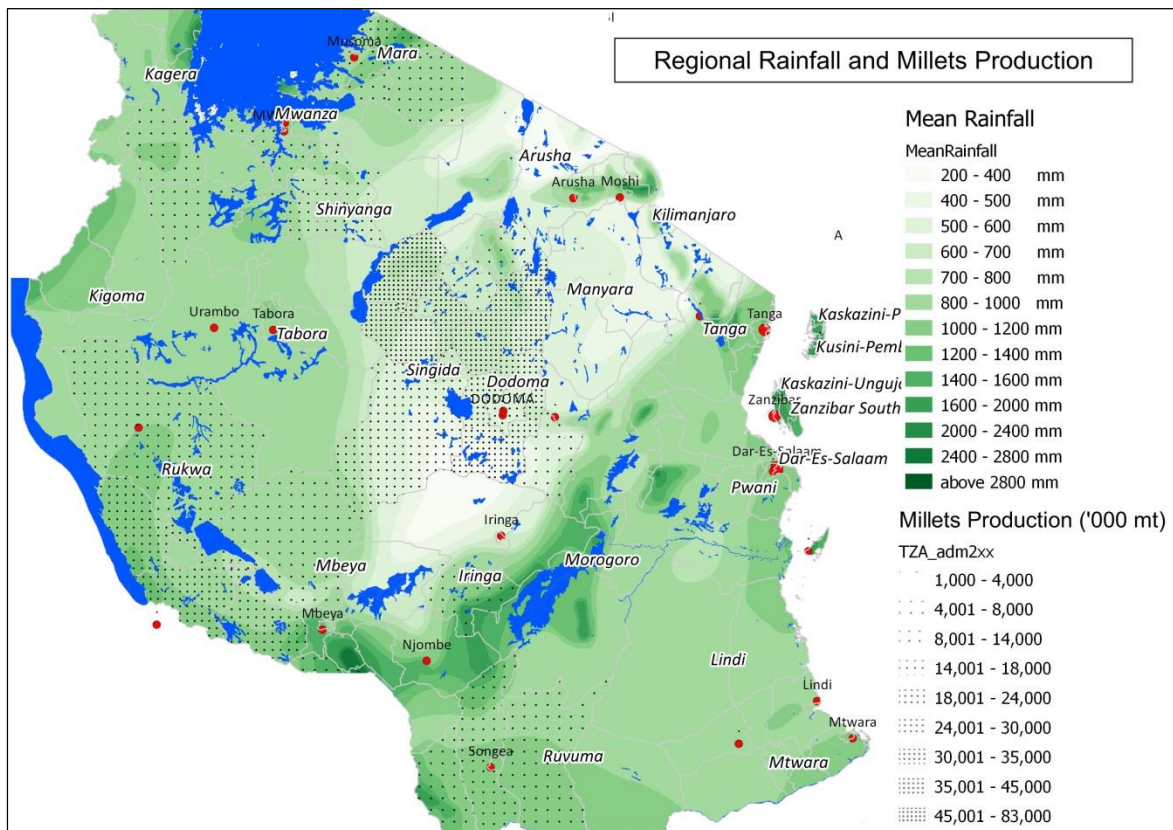 Regional Rainfall and Millets Production
Mean Rainfall
MeanRainfall
200 - 400 mm
400 - 500 mm
500 - 600 mm
600 - 700 mm
700 - 800 mm
800 - 1000 mm
1000 - 1200 mm
1200 - 1400 mm
1400 - 1600 mm
1600 - 2000 mm
2000 - 2400 mm
2400 - 2800 mm
above 2800 mm
Millets Production ('000 mt)
TZA_adm2xx
1,000 - 4,000
4,001 - 8,000
8,001 - 14,000
14,001 - 18,000
18,001 - 24,000
24,001 - 30,000
30,001 - 35,000
35,001 - 45,000
45,001 - 83,000
Musoma
Mara
Kagera
Mwanza
Arusha
Arusha
Moshi
Shinyanga
Kilimanjaro
A
Kigoma
Manyara
Urambo
Tabora
Tabora
Tanga
Tanga
Kaskazini-P
Kusini-Pemb
Singida
Dodoma
DODOMA
Kaskazini-Unguja
Zanzibar
Zanzibar South
Dar-Es-Salaam
Dar-Es-Salaam
Pwani
Rukwa
Iringa
Morogoro
Mbeya
Iringa
Mbeya
Njombe
Lindi
Lindi
Mtwara
Songea
Ruvuma
Mtwara